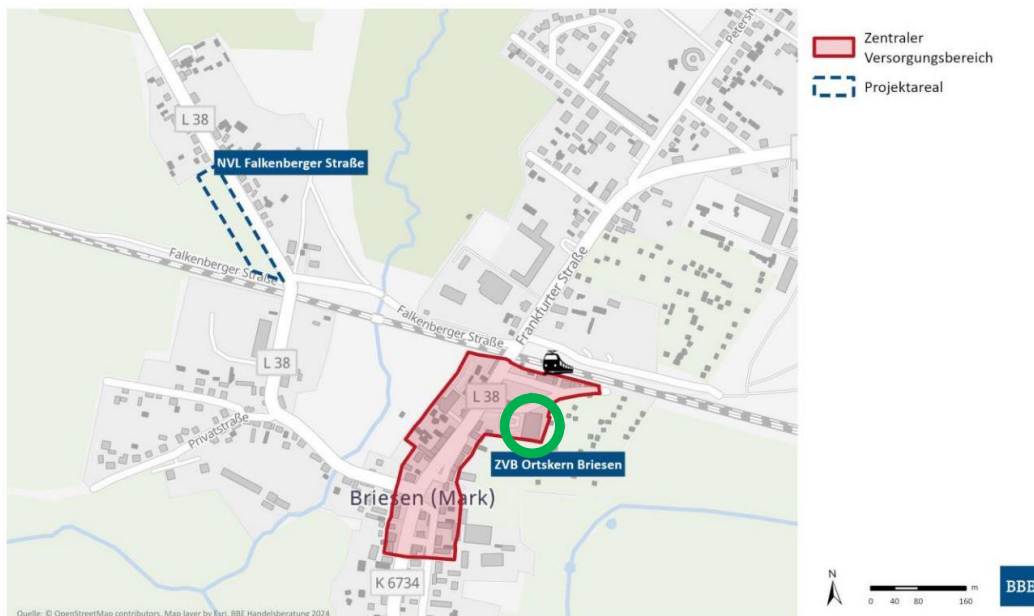 Zentraler
Versorgungsbereich
Projektareal
L 38
NVL Falkenberger Straße
Falkenberger Straße
Falkenberger Straße
Frankfurter Straße
L 38
L 38
Privatstraße
ZVB Ortskern Briesen
Briesen (Mark)
K 6734
N
m
0 40 80 160
BBE
Quelle: © OpenStreetMap contributors, Map layer by Esri, BBE Handelsberatung 2024